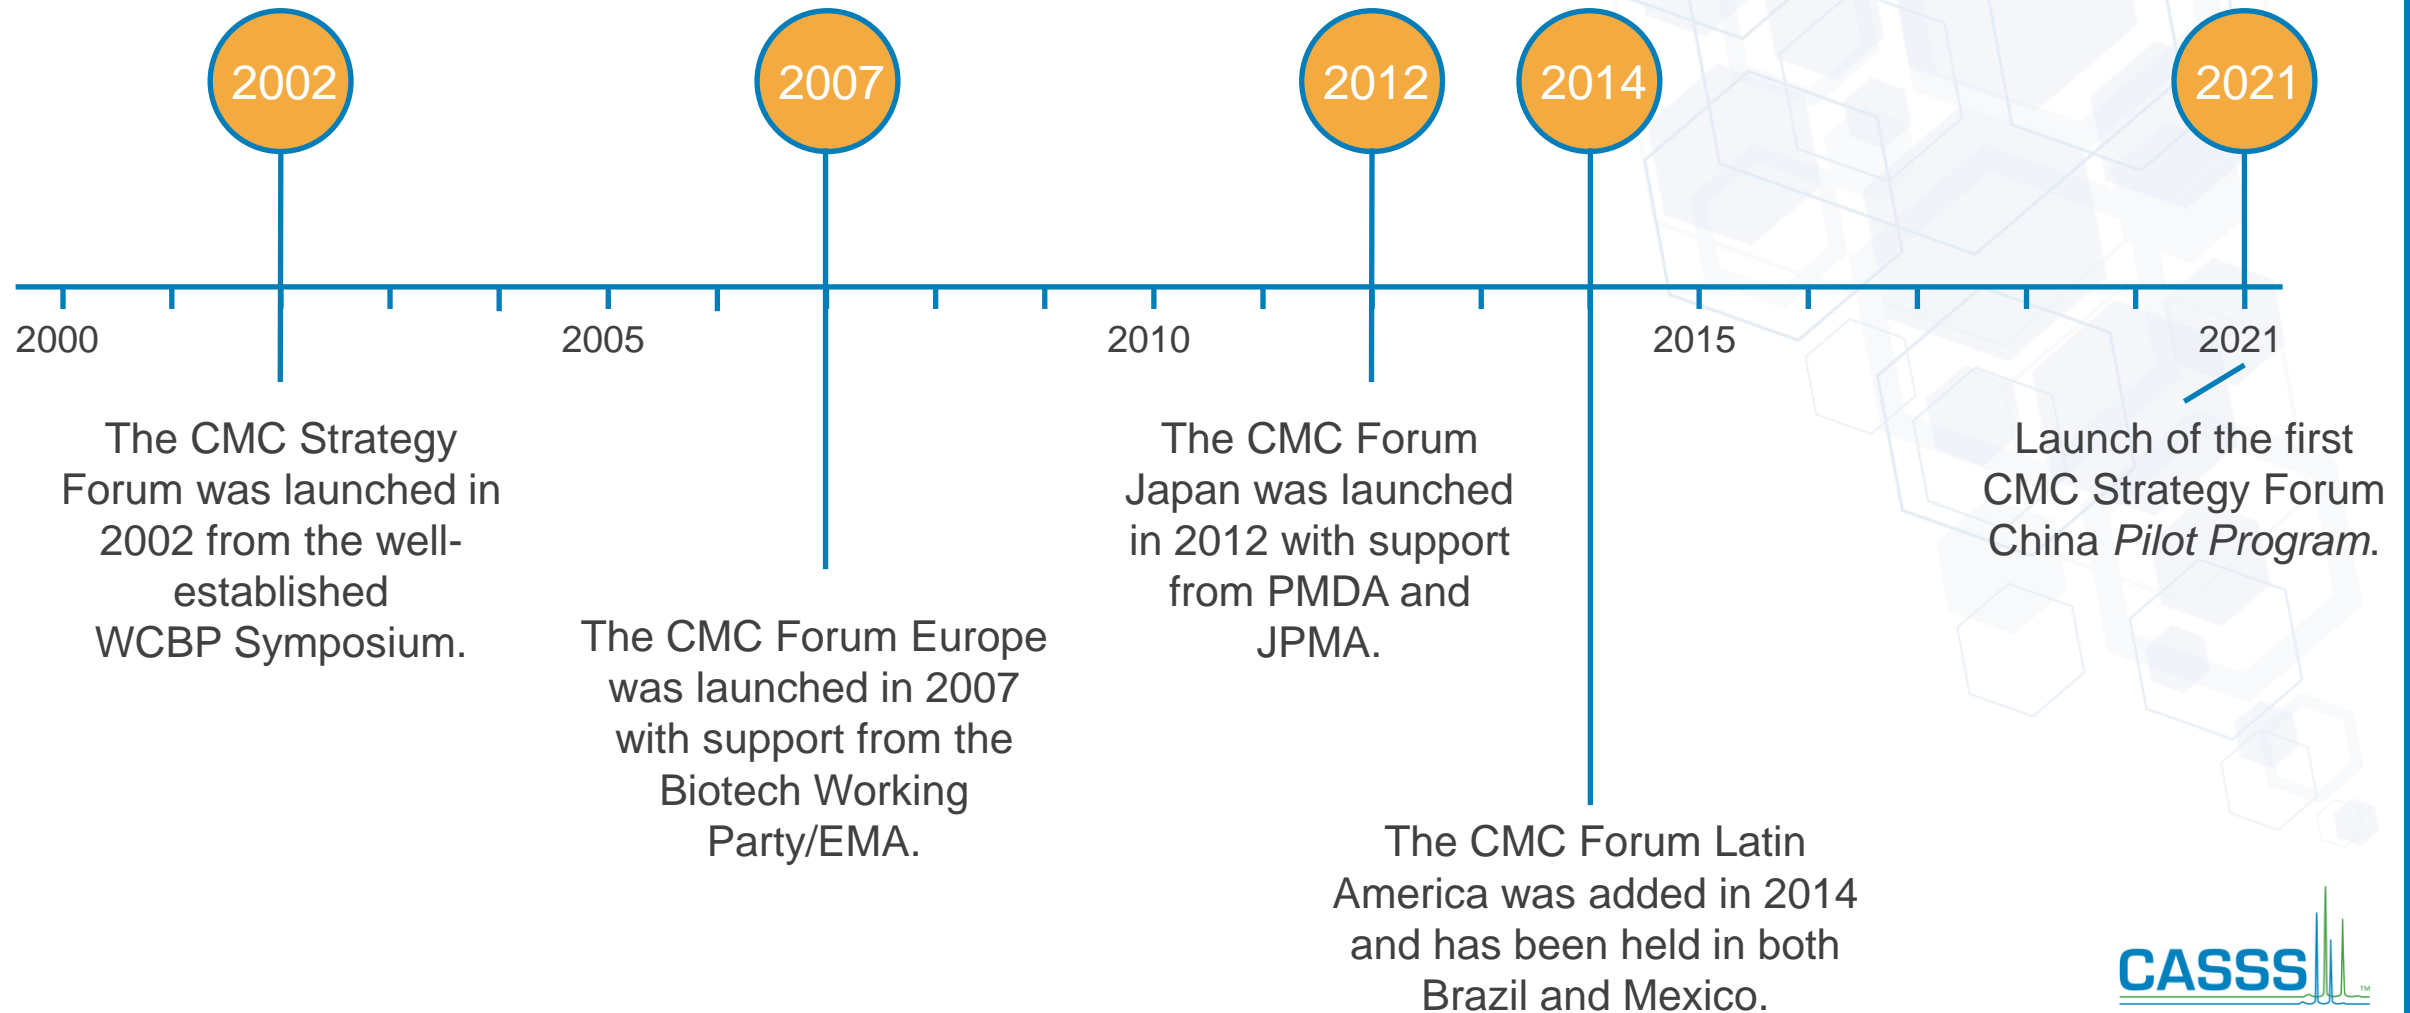 2002
2007
2012
2014
2021
2000
2005
2010
2015
2021
The CMC Strategy
Forum was launched in
2002 from the well-
established
WCBP Symposium.
The CMC Forum Europe
was launched in 2007
with support from the
Biotech Working
Party/EMA.
The CMC Forum
Japan was launched
in 2012 with support
from PMDA and
JPMA.
The CMC Forum Latin
America was added in 2014
and has been held in both
Brazil and Mexico.
Launch of the first
CMC Strategy Forum
China Pilot Program.
CASSS
TM